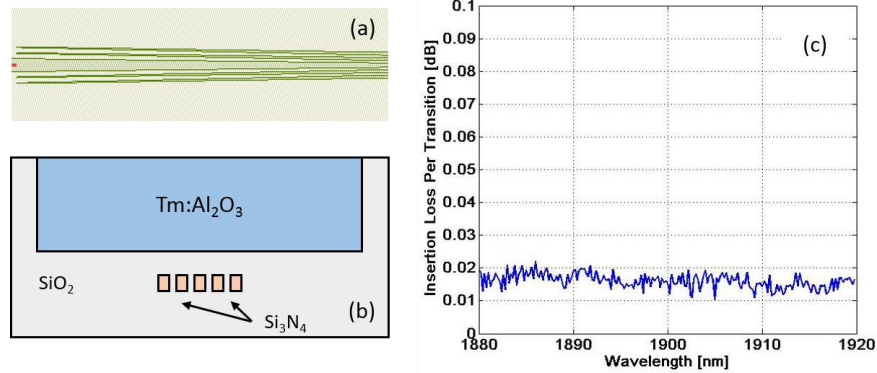 (a)
Tm:Al₂O₃
SiO₂
Si₃N₄
(b)
(c)
Insertion Loss Per Transition [dB]
0.1
0.09
0.08
0.07
0.06
0.05
0.04
0.03
0.02
0.01
0
1880 1890 1900 1910 1920
Wavelength [nm]